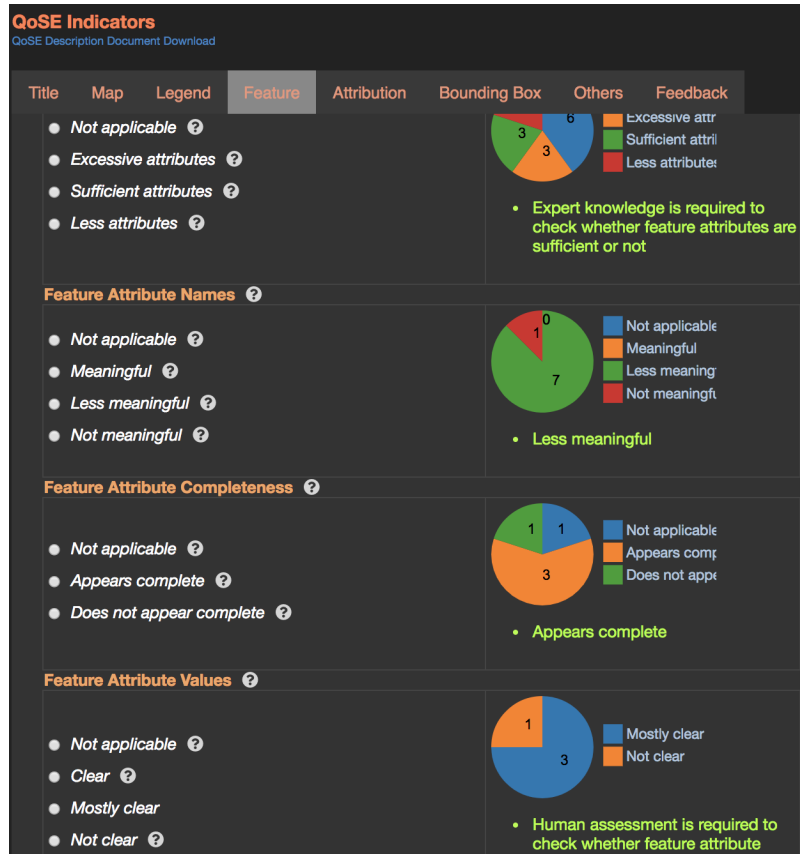 QoSE Indicators
QoSE Description Document Download
Title Map Legend Feature Attribution Bounding Box Others Feedback
Not applicable ?
Excessive attributes ?
Sufficient attributes ?
Less attributes ?
6
3
3
Excessive attr
Sufficient attril
Less attributes
• Expert knowledge is required to
check whether feature attributes are
sufficient or not
Feature Attribute Names ?
Not applicable ?
Meaningful ?
Less meaningful ?
Not meaningful ?
0
1
7
Not applicable
Meaningful
Less meaning
Not meaningfu
• Less meaningful
Feature Attribute Completeness ?
Not applicable ?
Appears complete ?
Does not appear complete ?
1
1
3
Not applicable
Appears comp
Does not appe
• Appears complete
Feature Attribute Values ?
Not applicable ?
Clear ?
Mostly clear
Not clear ?
1
3
Mostly clear
Not clear
• Human assessment is required to
check whether feature attribute